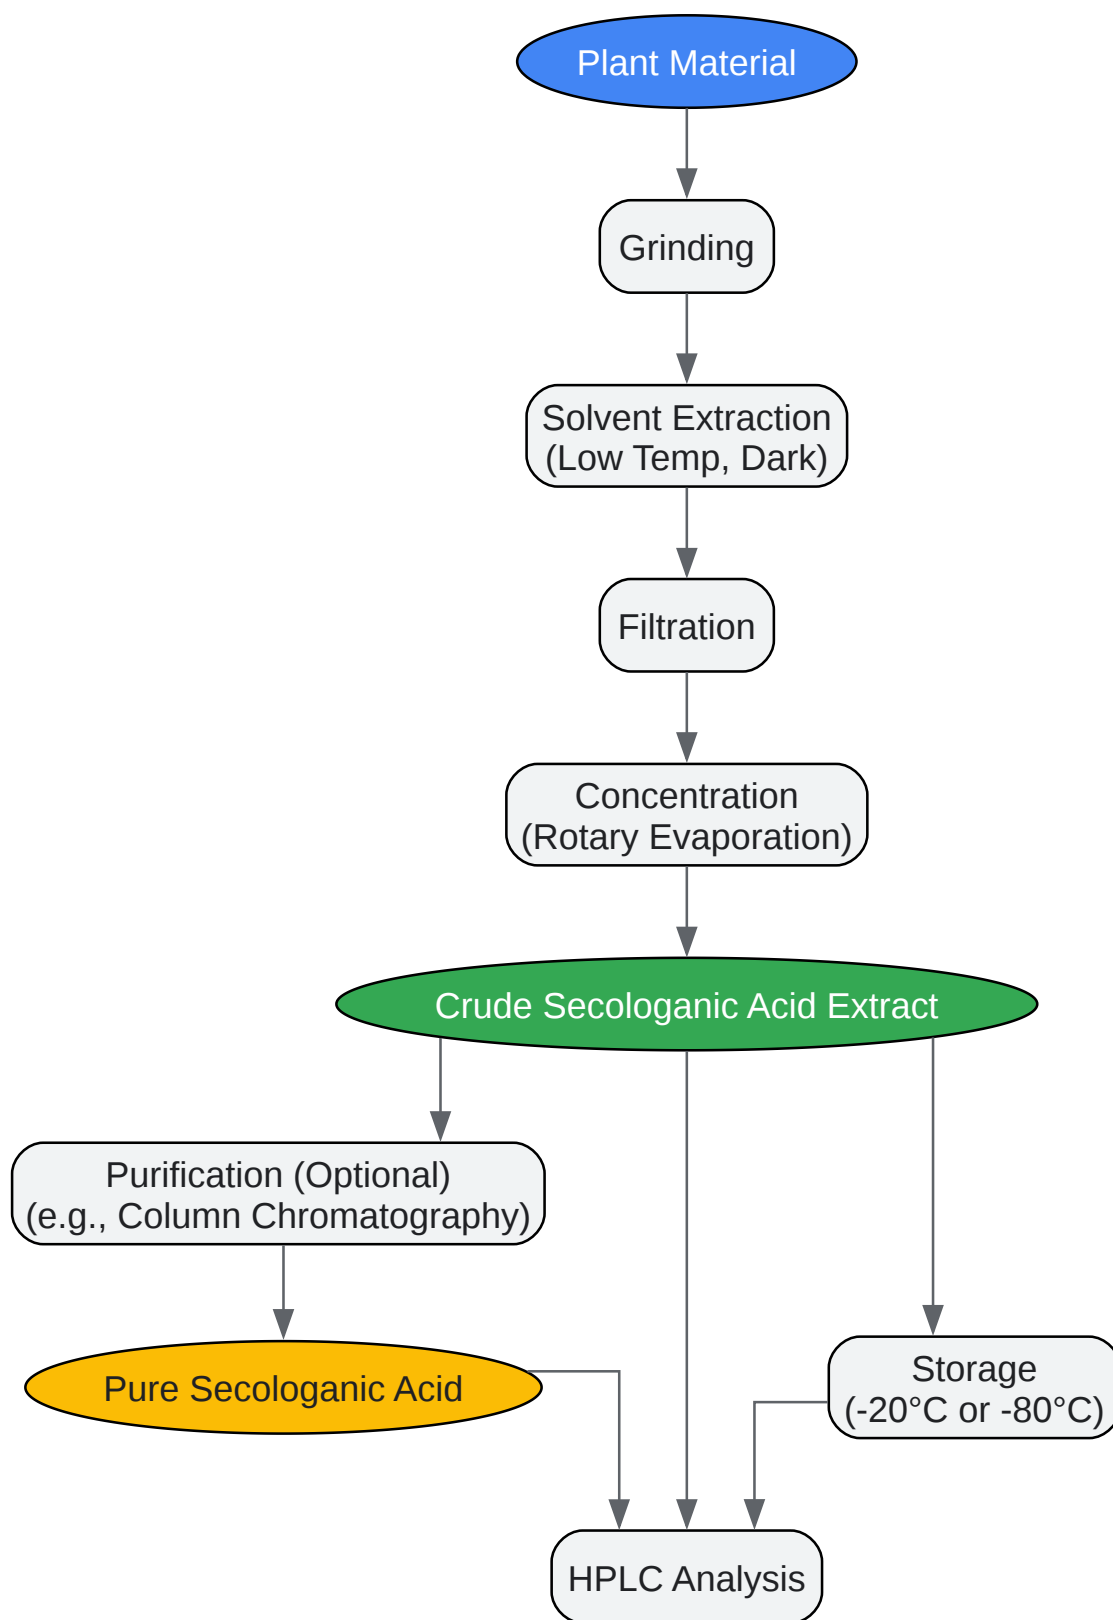 Plant Material
Grinding
Solvent Extraction
(Low Temp, Dark)
Filtration
Concentration
(Rotary Evaporation)
Crude Secologanic Acid Extract
Purification (Optional)
(e.g., Column Chromatography)
Pure Secologanic Acid
Storage
(-20°C or -80°C)
HPLC Analysis